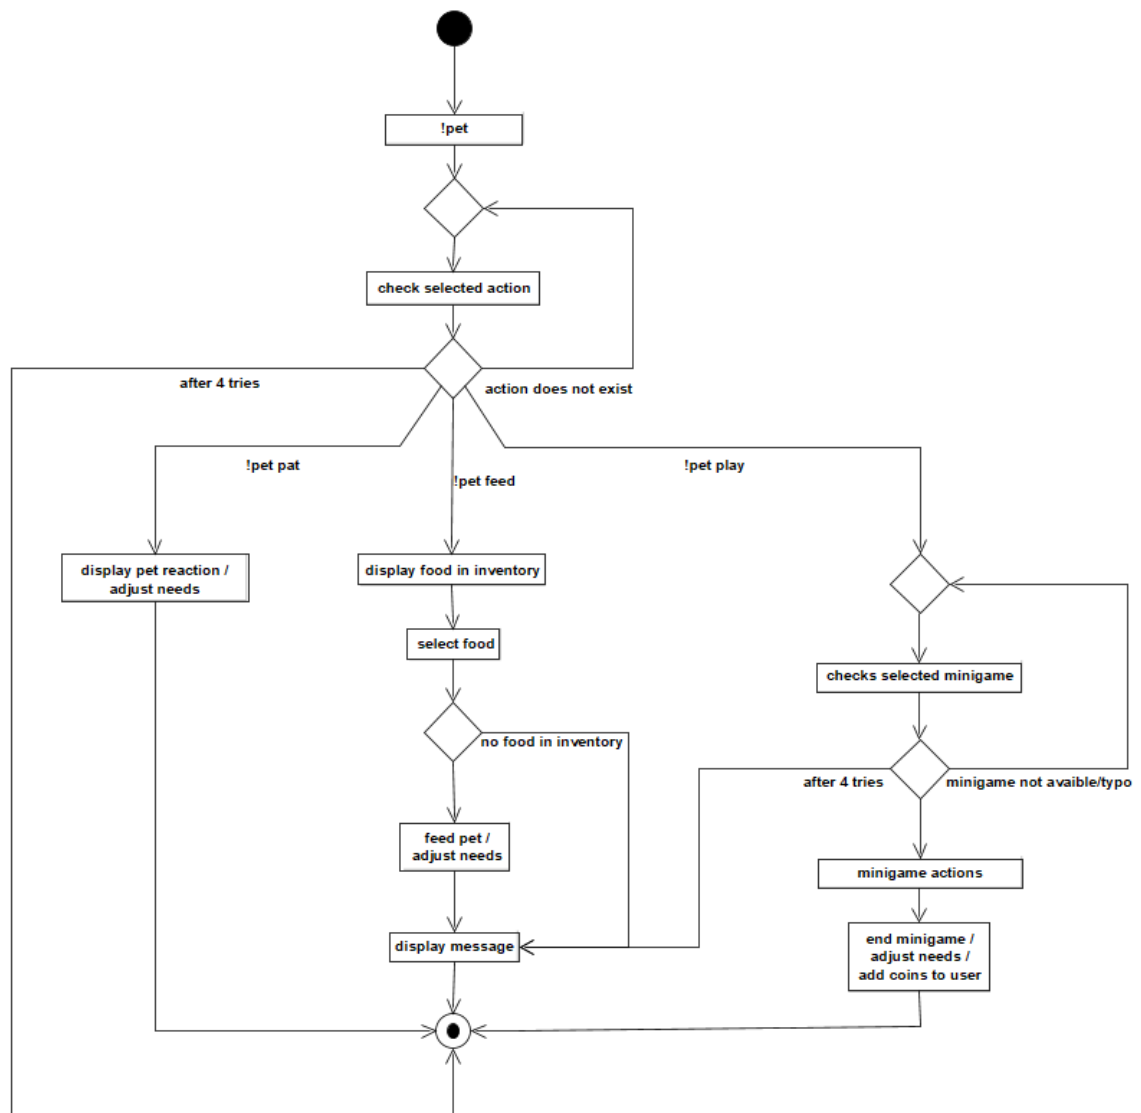 !pet
check selected action
after 4 tries
action does not exist
!pet pat
!pet feed
!pet play
display pet reaction /
adjust needs
display food in inventory
select food
checks selected minigame
no food in inventory
after 4 tries
minigame not avaible/typo
feed pet /
adjust needs
minigame actions
display message
end minigame /
adjust needs /
add coins to user